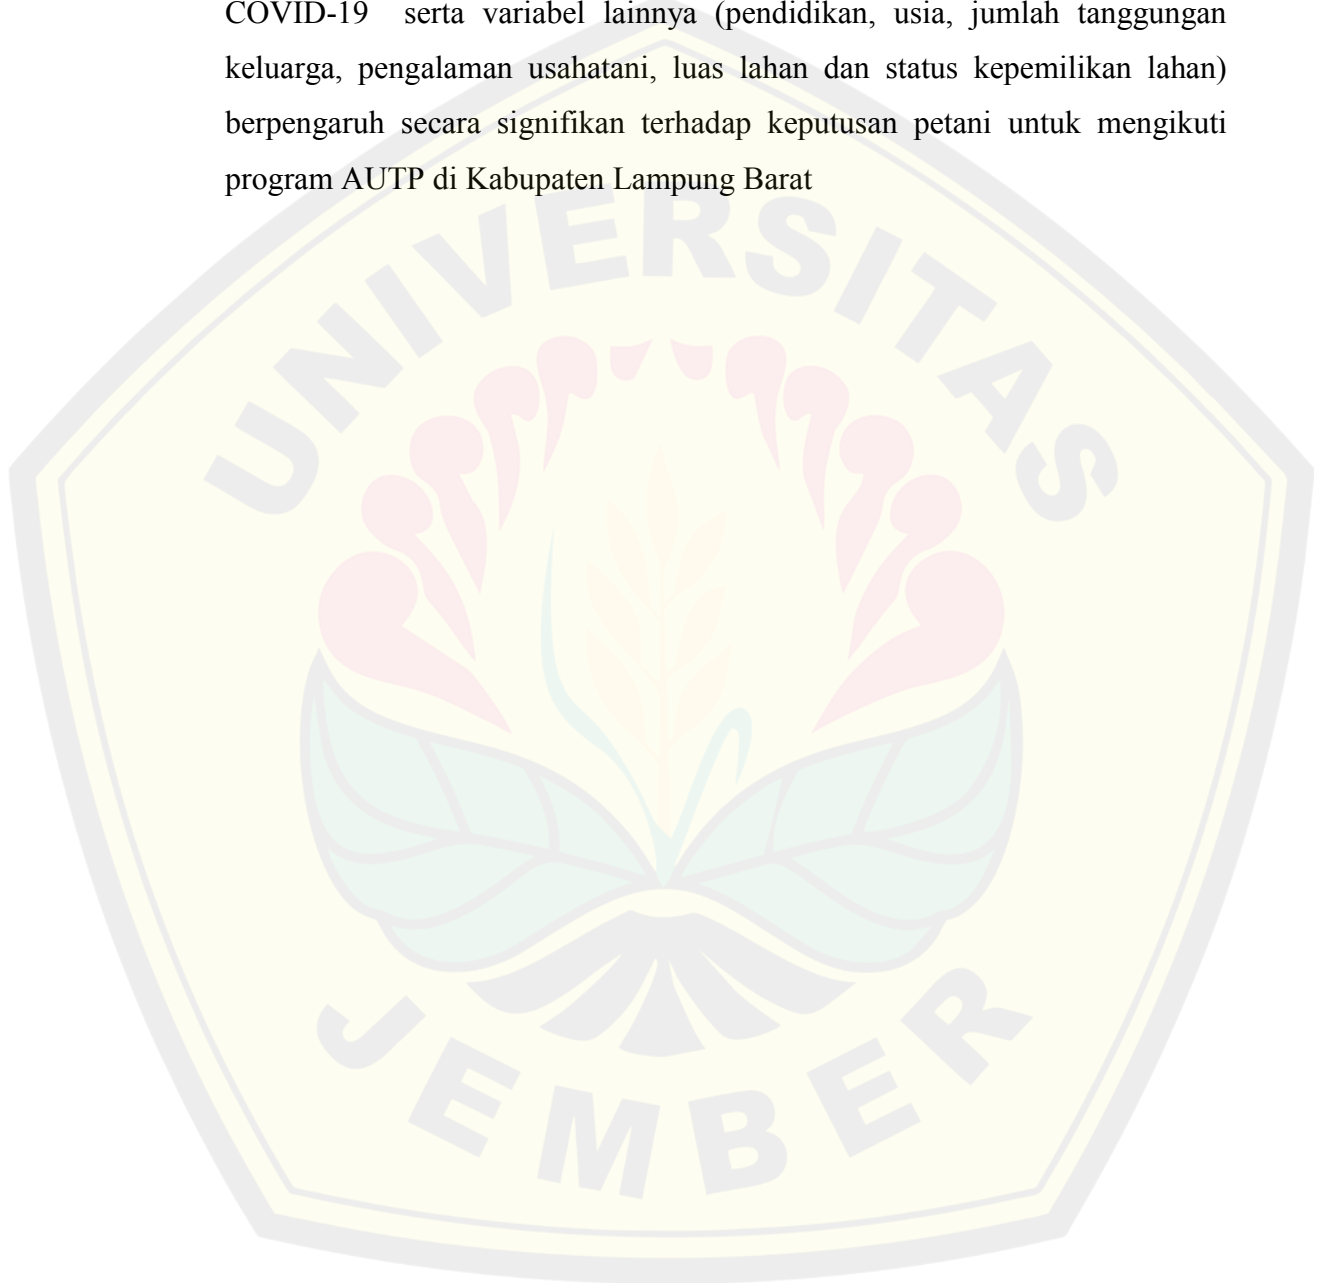 COVID-19 serta variabel lainnya (pendidikan, usia, jumlah tanggungan
keluarga, pengalaman usahatani, luas lahan dan status kepemilikan lahan)
berpengaruh secara signifikan terhadap keputusan petani untuk mengikuti
program AUTP di Kabupaten Lampung Barat
UNIVERSITAS
JEMBER